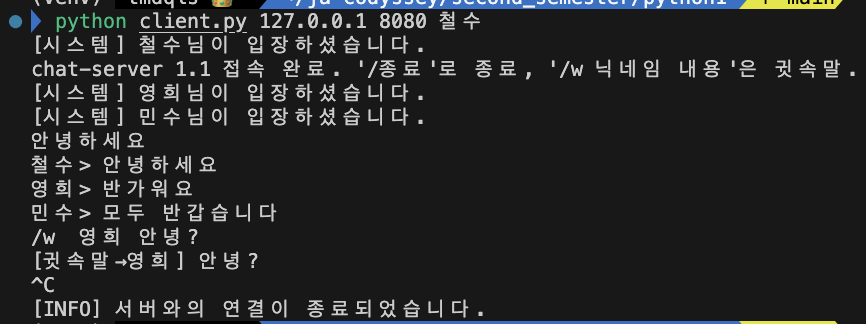 python client.py 127.0.0.1 8080 철수
[시스템] 철수님이 입장하셨습니다.
chat-server 1.1 접속 완료. '/종료'로 종료, '/w 닉네임 내용'은 귓속말.
[시스템] 영희님이 입장하셨습니다.
[시스템] 민수님이 입장하셨습니다.
안녕하세요
철수> 안녕하세요
영희> 반가워요
민수> 모두 반갑습니다
/w  영희 안녕?
[귓속말→영희] 안녕?
^C
[INFO] 서버와의 연결이 종료되었습니다.